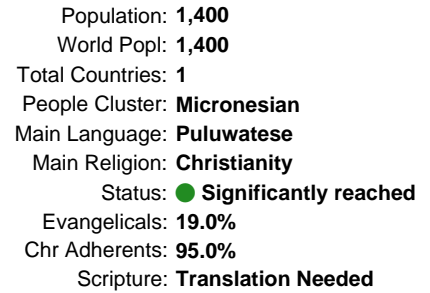 Population: 1,400
World Popl: 1,400
Total Countries: 1
People Cluster: Micronesian
Main Language: Puluwatese
Main Religion: Christianity
Status: Significantly reached
Evangelicals: 19.0%
Chr Adherents: 95.0%
Scripture: Translation Needed